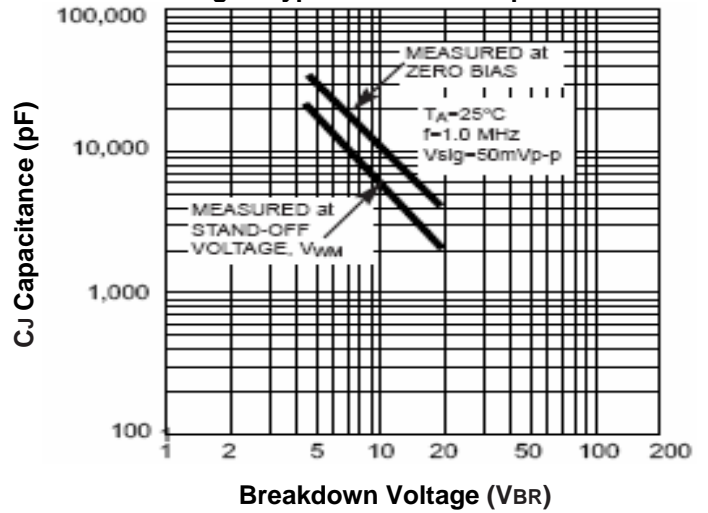 100,000
MEASURED at
ZERO BIAS
TA=25°C
f=1.0 MHz
Vsig=50mVp-p
10,000
MEASURED at
STAND-OFF
VOLTAGE, VWM
1,000
100
1 2 5 10 20 50 100 200
CJ Capacitance (pF)
Breakdown Voltage (VBR)